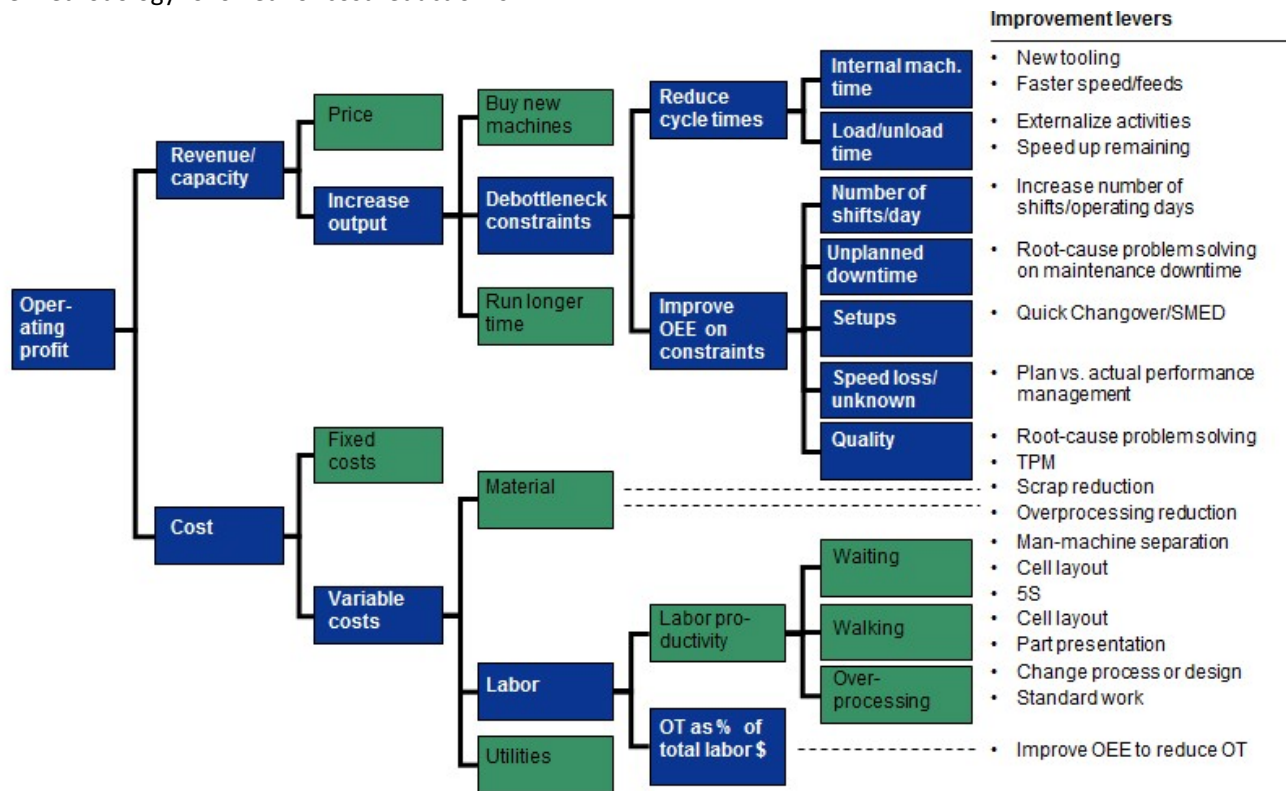 Improvement levers
Oper-
ating
profit
Revenue/
capacity
Cost
Price
Increase
output
Fixed
costs
Variable
costs
Buy new
machines
Debottleneck
constraints
Run longer
time
Material
Labor
Utilities
Reduce
cycle times
Improve
OEE on
constraints
Labor pro-
ductivity
OT as % of
total labor $
Internal mach.
time
Load/unload
time
Number of
shifts/day
Unplanned
downtime
Setups
Speed loss/
unknown
Quality
Waiting
Walking
Over-
processing
• New tooling
• Faster speed/feeds
• Externalize activities
• Speed up remaining
• Increase number of
shifts/operating days
• Root-cause problem solving
on maintenance downtime
• Quick Changover/SMED
• Plan vs. actual performance
management
• Root-cause problem solving
• TPM
• Scrap reduction
• Overprocessing reduction
• Man-machine separation
• Cell layout
• 5S
• Cell layout
• Part presentation
• Change process or design
• Standard work
• Improve OEE to reduce OT